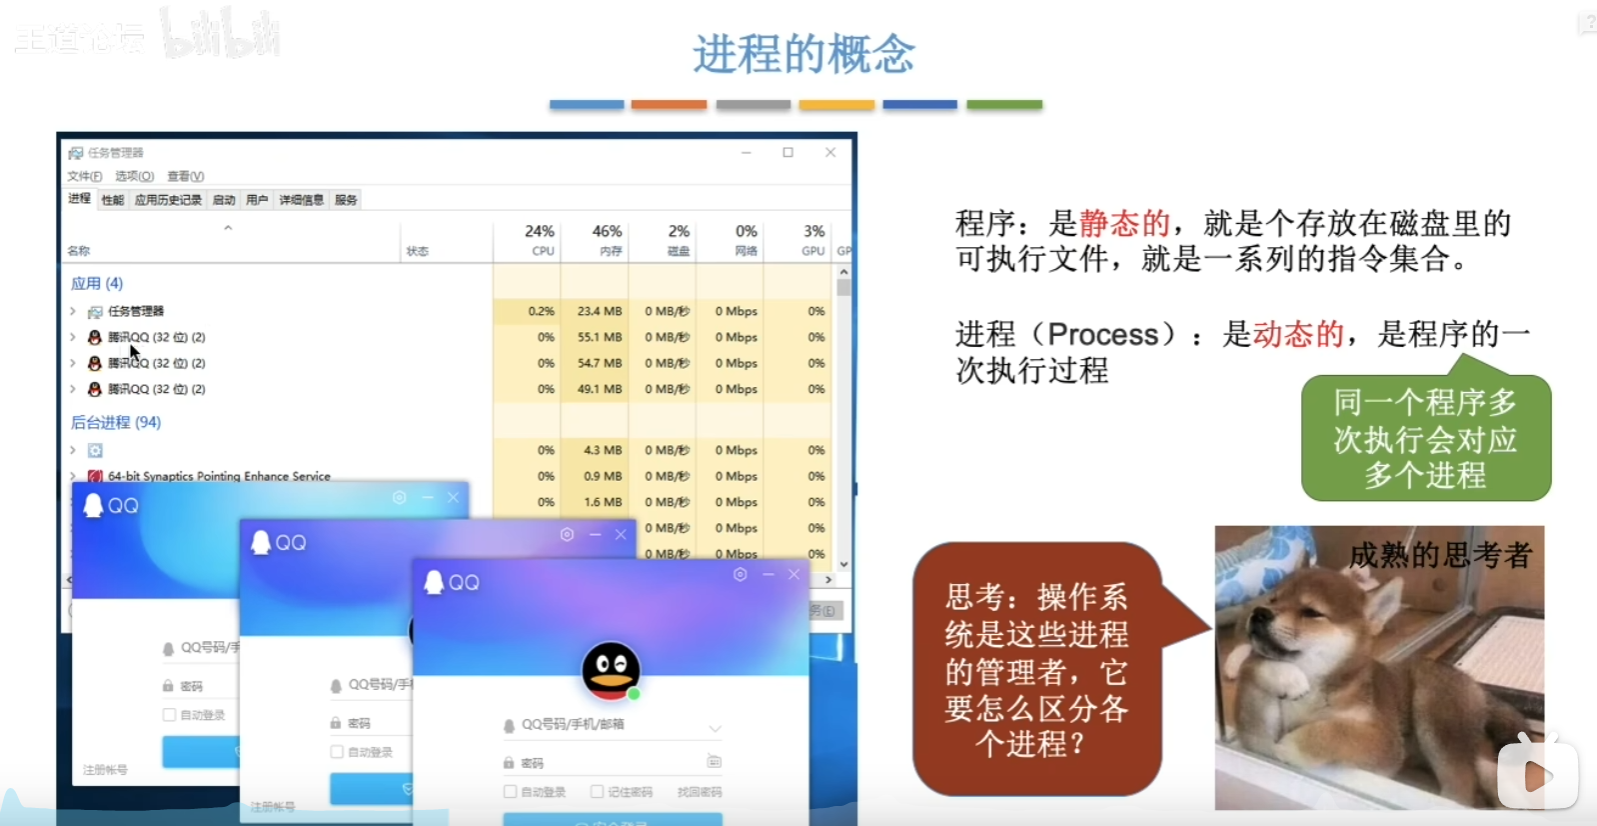 王道论坛 bilibili
进程的概念
任务管理器
文件(F) 选项(O) 查看(V)
进程 性能 应用历史记录 启动 用户 详细信息 服务
24% 46% 2% 0% 3%
名称 状态 CPU 内存 磁盘 网络 GPU GP
应用 (4)
任务管理器 0.2% 23.4 MB 0 MB/秒 0 Mbps 0%
腾讯QQ (32 位) (2) 0% 55.1 MB 0 MB/秒 0 Mbps 0%
腾讯QQ (32 位) (2) 0% 54.7 MB 0 MB/秒 0 Mbps 0%
腾讯QQ (32 位) (2) 0% 49.1 MB 0 MB/秒 0 Mbps 0%
后台进程 (94)
0% 4.3 MB 0 MB/秒 0 Mbps 0%
64-bit Synaptics Pointing Enhance Service 0% 0.9 MB 0 MB/秒 0 Mbps 0%
0% 1.6 MB 0 MB/秒 0 Mbps 0%
0 MB/秒 0 Mbps 0%
0 MB/秒 0 Mbps 0%
务(E)
QQ
QQ号码/手
密码
自动登录
注册帐号
QQ
QQ号码/手机
密码
自动登录
注册帐号
QQ
QQ号码/手机/邮箱
密码
自动登录 记住密码 找回密码
程序：是静态的，就是个存放在磁盘里的
可执行文件，就是一系列的指令集合。
进程（Process）：是动态的，是程序的一
次执行过程
同一个程序多
次执行会对应
多个进程
思考：操作系
统是这些进程
的管理者，它
要怎么区分各
个进程？
成熟的思考者